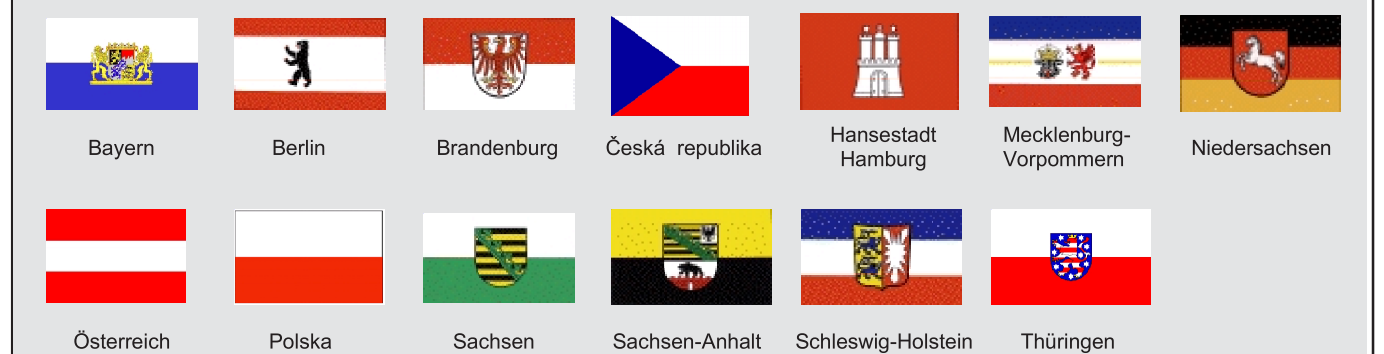 Bayern
Berlin
Brandenburg
Česká republika
Hansestadt
Hamburg
Mecklenburg-
Vorpommern
Niedersachsen
Österreich
Polska
Sachsen
Sachsen-Anhalt
Schleswig-Holstein
Thüringen